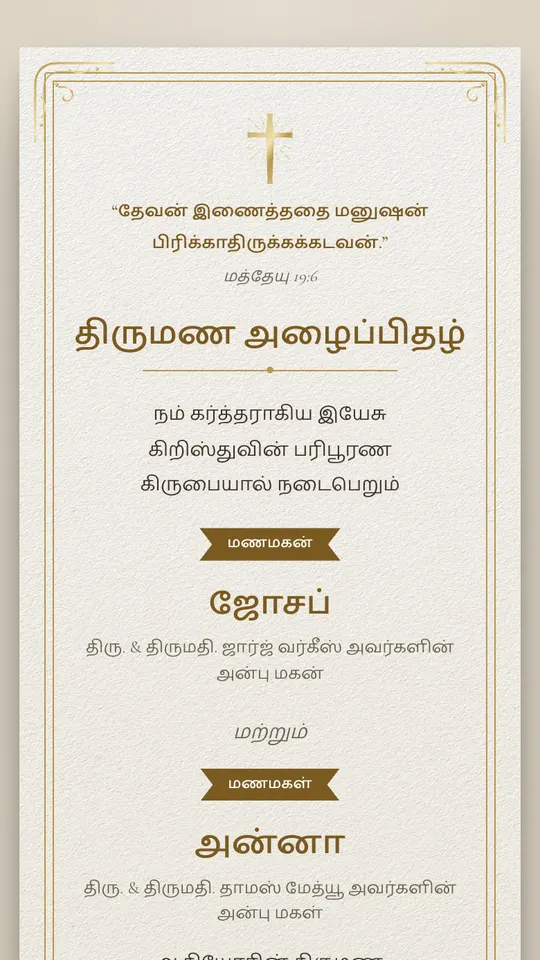 “தேவன் இணைத்ததை மனுஷன்
பிரிக்காதிருக்கக்கடவன்.”
மத்தேயு 19:6
திருமண அழைப்பிதழ்
நம் கர்த்தராகிய இயேசு
கிறிஸ்துவின் பரிபூரண
கிருபையால் நடைபெறும்
மணமகன்
ஜோசப்
திரு. & திருமதி. ஜார்ஜ் வர்கீஸ் அவர்களின்
அன்பு மகன்
மற்றும்
மணமகள்
அன்னா
திரு. & திருமதி. தாமஸ் மேத்யூ அவர்களின்
அன்பு மகள்